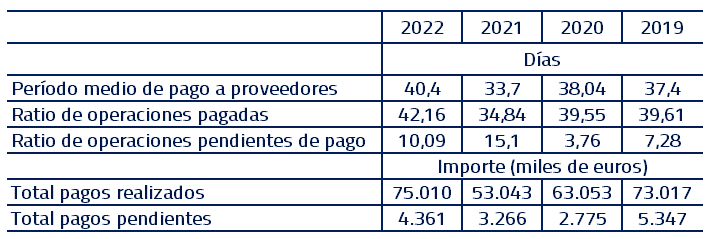 2022 2021 2020 2019
Días
Período medio de pago a proveedores 40,4 33,7 38,04 37,4
Ratio de operaciones pagadas 42,16 34,84 39,55 39,61
Ratio de operaciones pendientes de pago 10,09 15,1 3,76 7,28
Importe (miles de euros)
Total pagos realizados 75.010 53.043 63.053 73.017
Total pagos pendientes 4.361 3.266 2.775 5.347